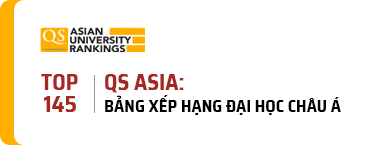 QS ASIAN
UNIVERSITY
RANKINGS
TOP
145
QS ASIA:
BẢNG XẾP HẠNG ĐẠI HỌC CHÂU Á